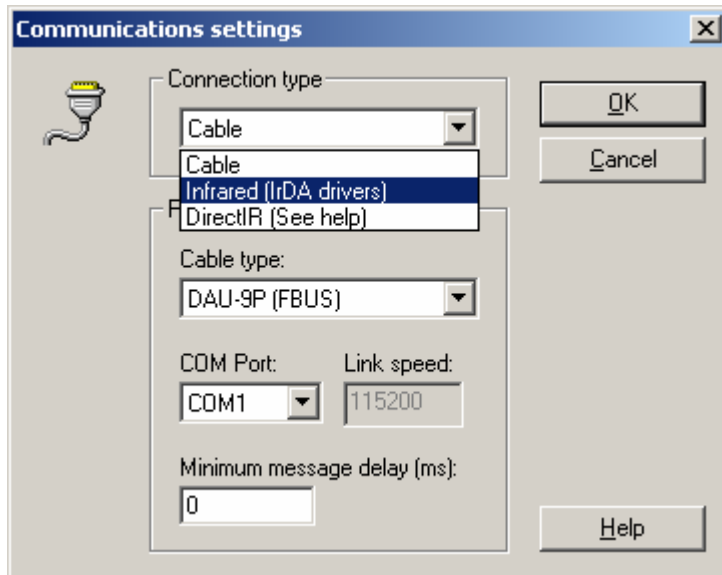 Communications settings
Connection type
Cable
Cable
Infrared (IrDA drivers)
DirectIR (See help)
Cable type:
DAU-9P (FBUS)
COM Port: Link speed:
COM1 115200
Minimum message delay (ms):
0
OK
Cancel
Help